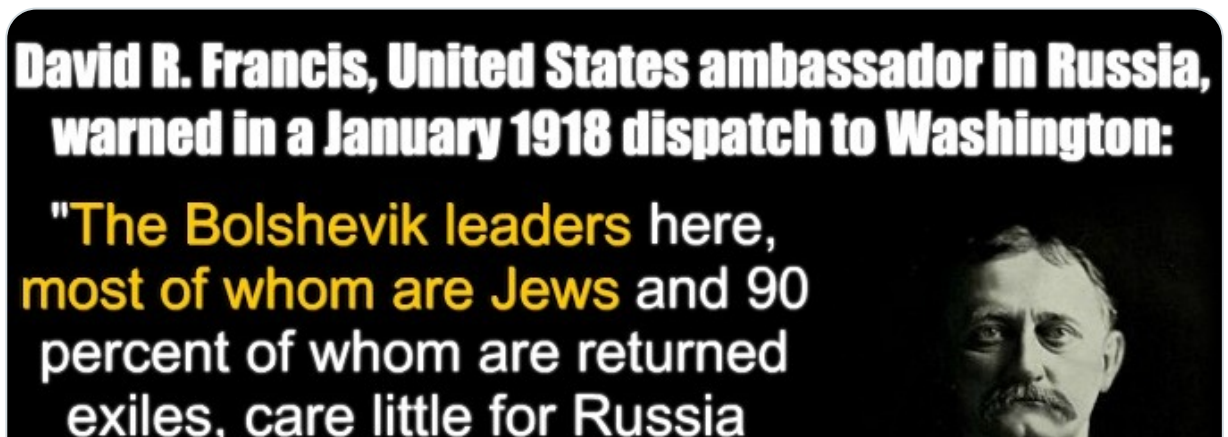 David R. Francis, United States ambassador in Russia,
warned in a January 1918 dispatch to Washington:
"The Bolshevik leaders here,
most of whom are Jews and 90
percent of whom are returned
exiles, care little for Russia